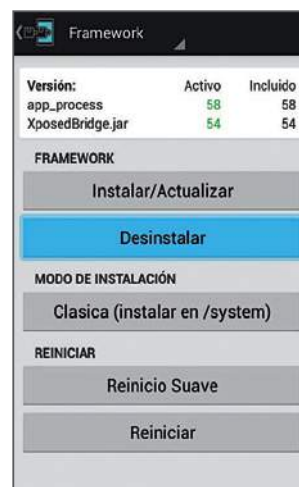 Framework
Versión: Activo Incluido
app_process 58 58
XposedBridge.jar 54 54
FRAMEWORK
Instalar/Actualizar
Desinstalar
MODO DE INSTALACIÓN
Clasica (instalar en /system)
REINICIAR
Reinicio Suave
Reiniciar